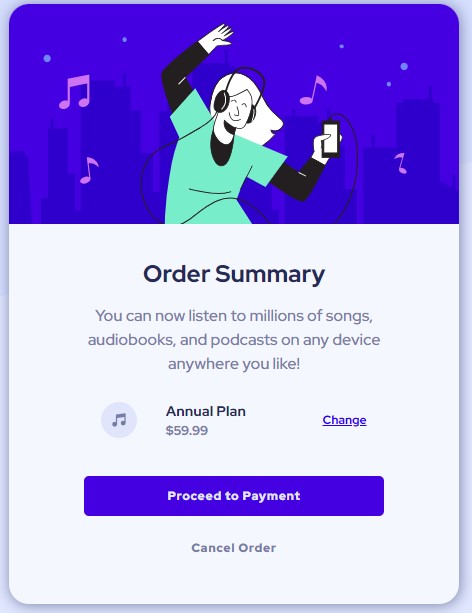 Order Summary
You can now listen to millions of songs,
audiobooks, and podcasts on any device
anywhere you like!
Annual Plan
$59.99
Change
Proceed to Payment
Cancel Order